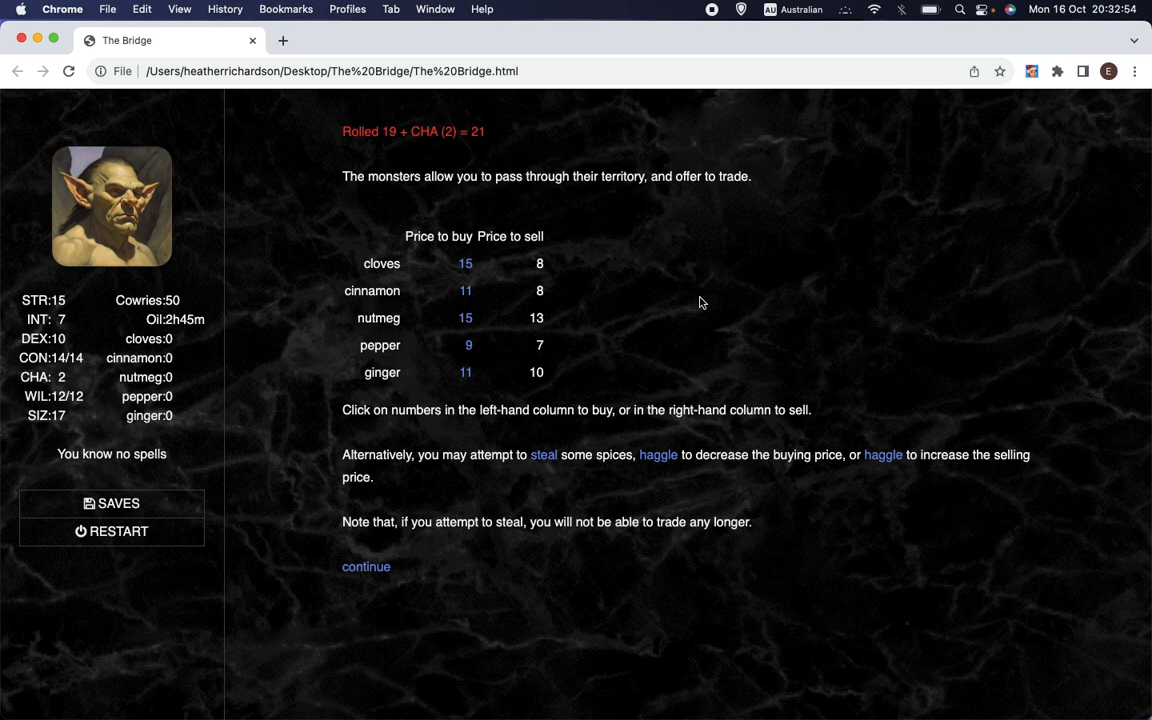 Chrome File Edit View History Bookmarks Profiles Tab Window Help AU Australian Mon 16 Oct 20:32:54
The Bridge
File /Users/heatherrichardson/Desktop/The%20Bridge/The%20Bridge.html E
Rolled 19 + CHA (2) = 21
The monsters allow you to pass through their territory, and offer to trade.
Price to buy Price to sell
cloves 15 8
cinnamon 11 8
nutmeg 15 13
pepper 9 7
ginger 11 10
Click on numbers in the left-hand column to buy, or in the right-hand column to sell.
Alternatively, you may attempt to steal some spices, haggle to decrease the buying price, or haggle to increase the selling
price.
Note that, if you attempt to steal, you will not be able to trade any longer.
continue
STR:15 Cowries:50
INT: 7 Oil:2h45m
DEX:10 cloves:0
CON:14/14 cinnamon:0
CHA: 2 nutmeg:0
WIL:12/12 pepper:0
SIZ:17 ginger:0
You know no spells
SAVES
RESTART